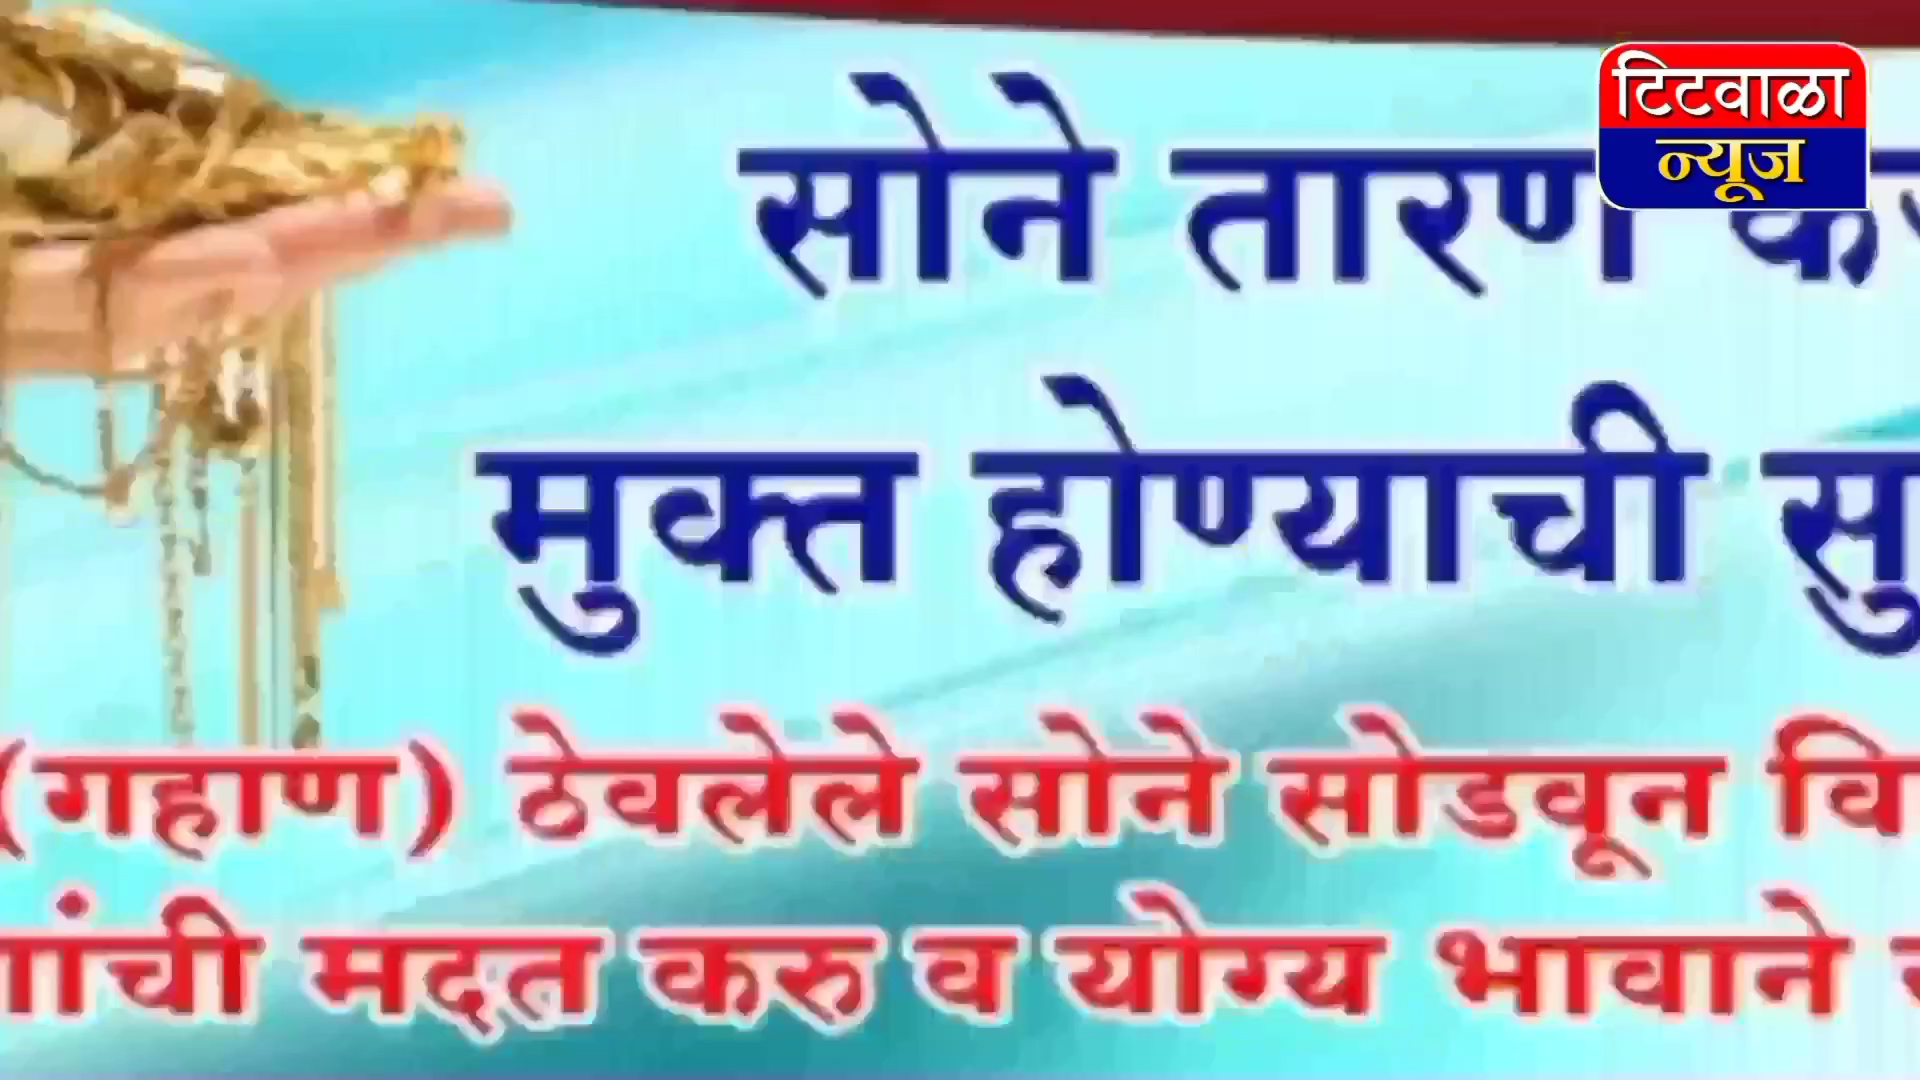 टिटवाळा
न्यूज
सोने तारण
मुक्त होण्याची
(गहाण) ठेवलेले सोने सोडवून
मदत करु व योग्य भावाने